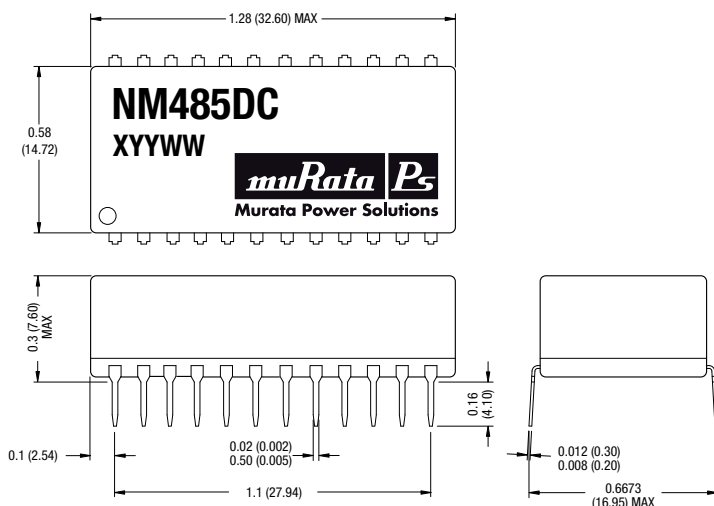 1.28 (32.60) MAX
NM485DC
XYYWW
0.58
(14.72)
muRata Ps
Murata Power Solutions
0.3 (7.60)
MAX
0.16
(4.10)
0.1 (2.54)
0.02 (0.002)
0.50 (0.005)
0.012 (0.30)
0.008 (0.20)
1.1 (27.94)
0.6673
(16.95) MAX